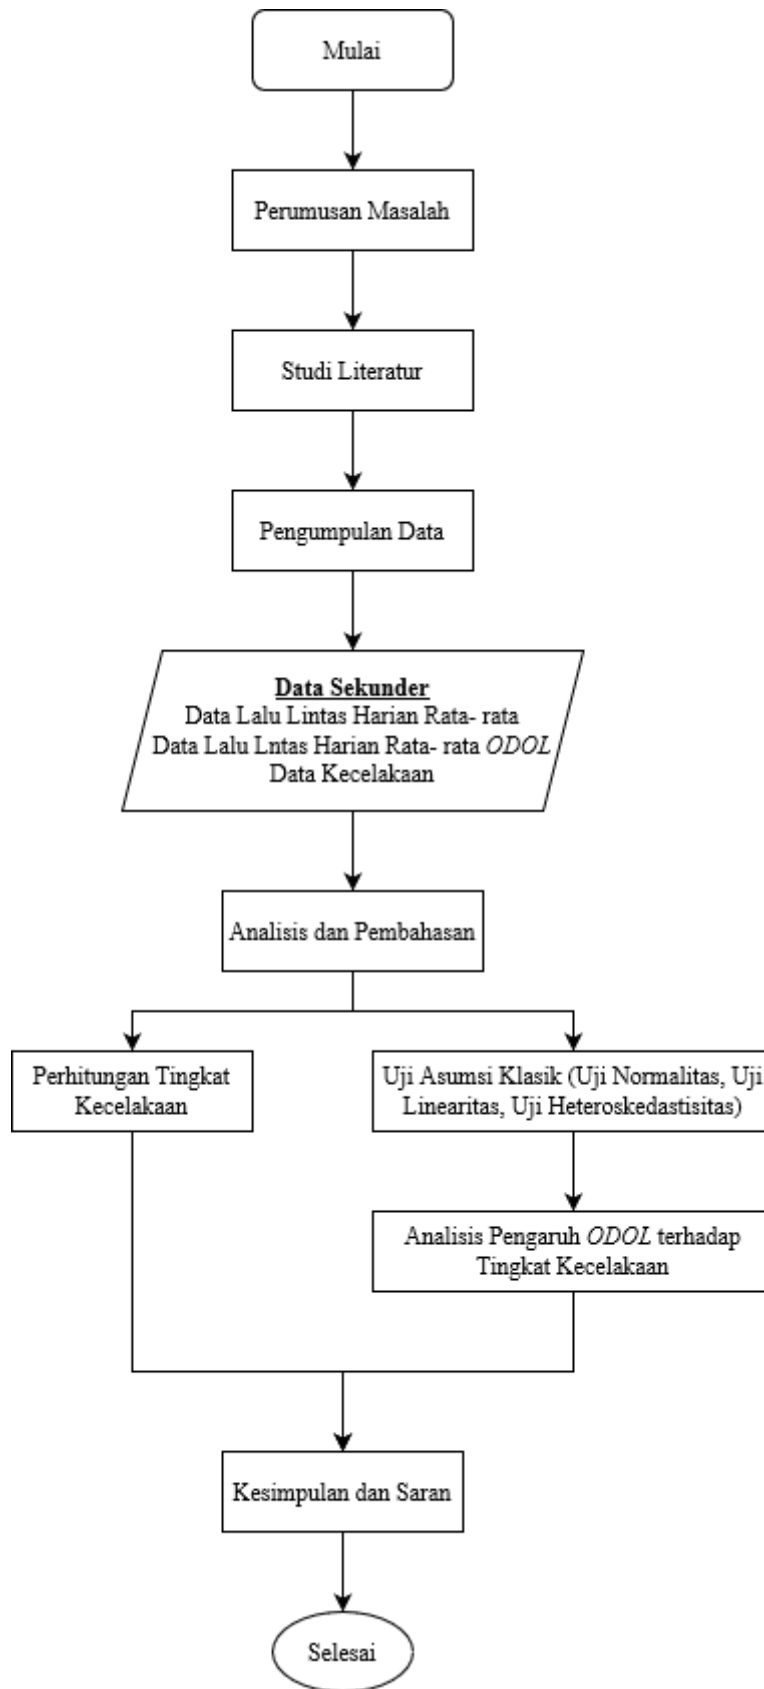 Mulai
Perumusan Masalah
Studi Literatur
Pengumpulan Data
Data Sekunder
Data Lalu Lintas Harian Rata- rata
Data Lalu Lntas Harian Rata- rata ODOL
Data Kecelakaan
Analisis dan Pembahasan
Perhitungan Tingkat
Kecelakaan
Uji Asumsi Klasik (Uji Normalitas, Uji
Linearitas, Uji Heteroskedastisitas)
Analisis Pengaruh ODOL terhadap
Tingkat Kecelakaan
Kesimpulan dan Saran
Selesai